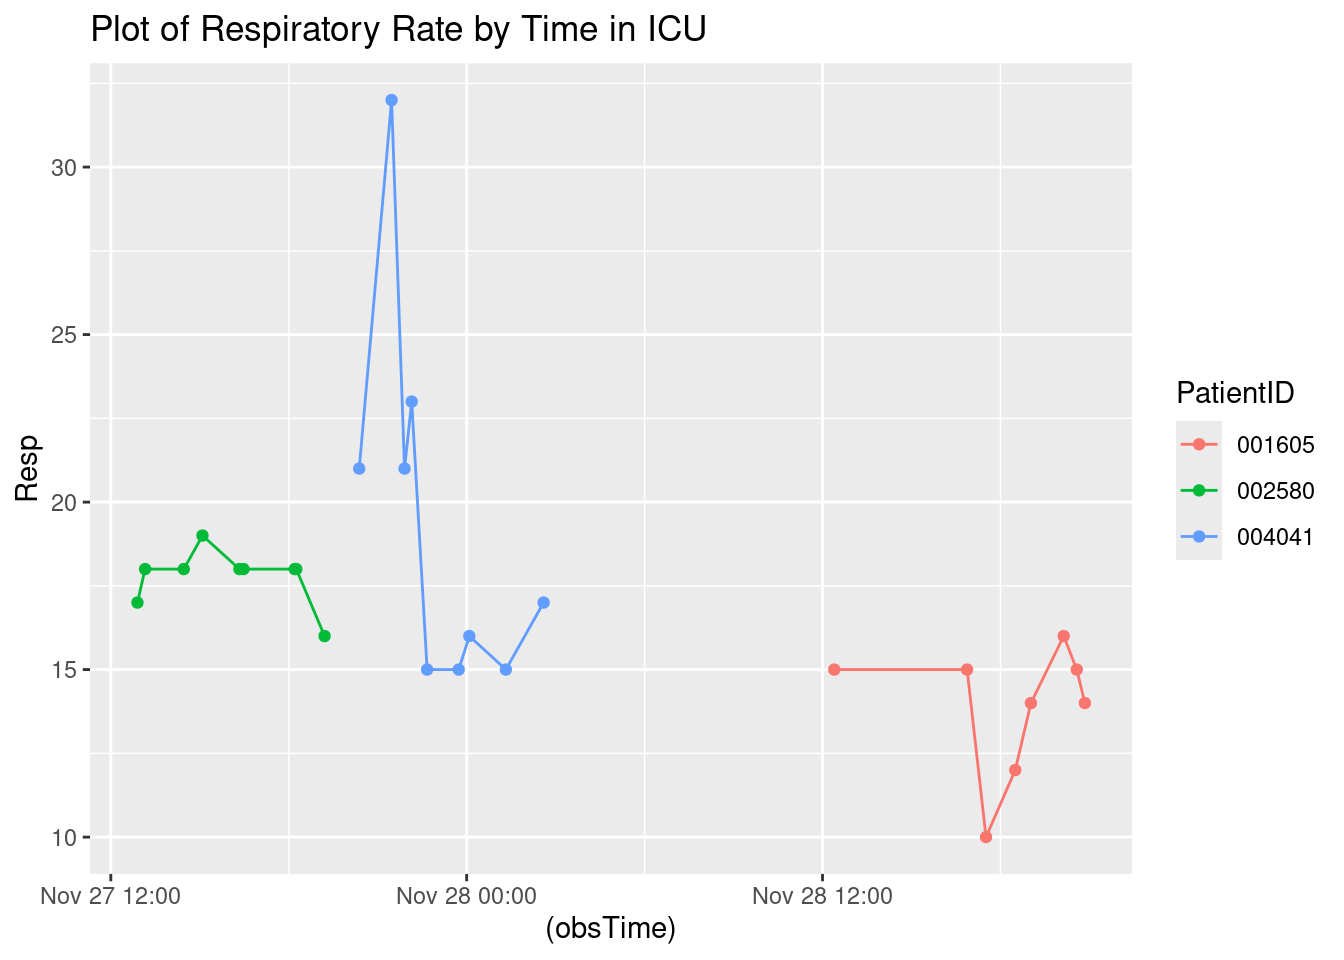 Plot of Respiratory Rate by Time in ICU
30
25
20
15
10
Resp
Nov 27 12:00
Nov 28 00:00
Nov 28 12:00
(obsTime)
PatientID
001605
002580
004041